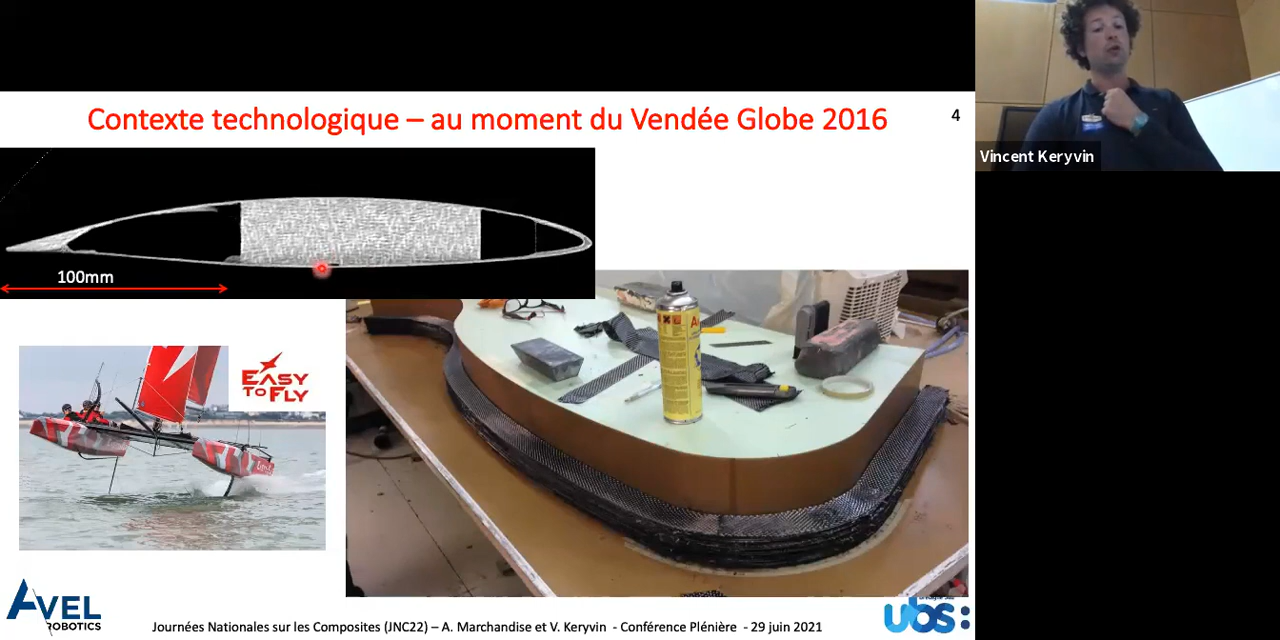 Contexte technologique – au moment du Vendée Globe 2016
4
Vincent Keryvin
100mm
EASY
TO FLY
AVEL
ROBOTICS
Journées Nationales sur les Composites (JNC22) – A. Marchandise et V. Keryvin - Conférence Plénière - 29 juin 2021
ubs: